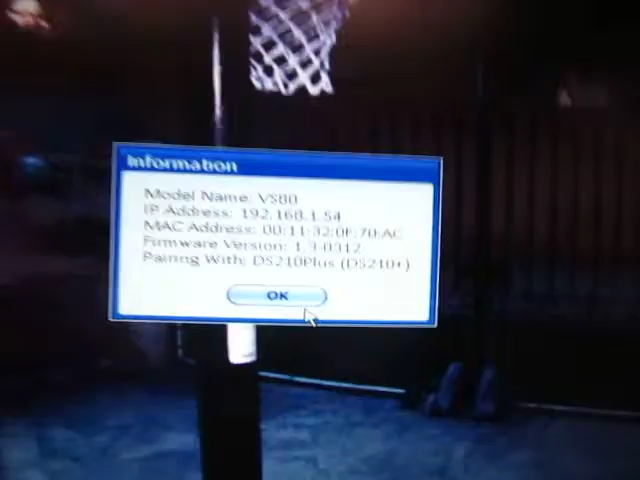 Information
Model Name: VS80
IP Address: 192.168.1.54
MAC Address: 00:11:32:0F:70:AC
Firmware Version: 1.3-0312
Pairing With: DS210Plus (DS210+)
OK